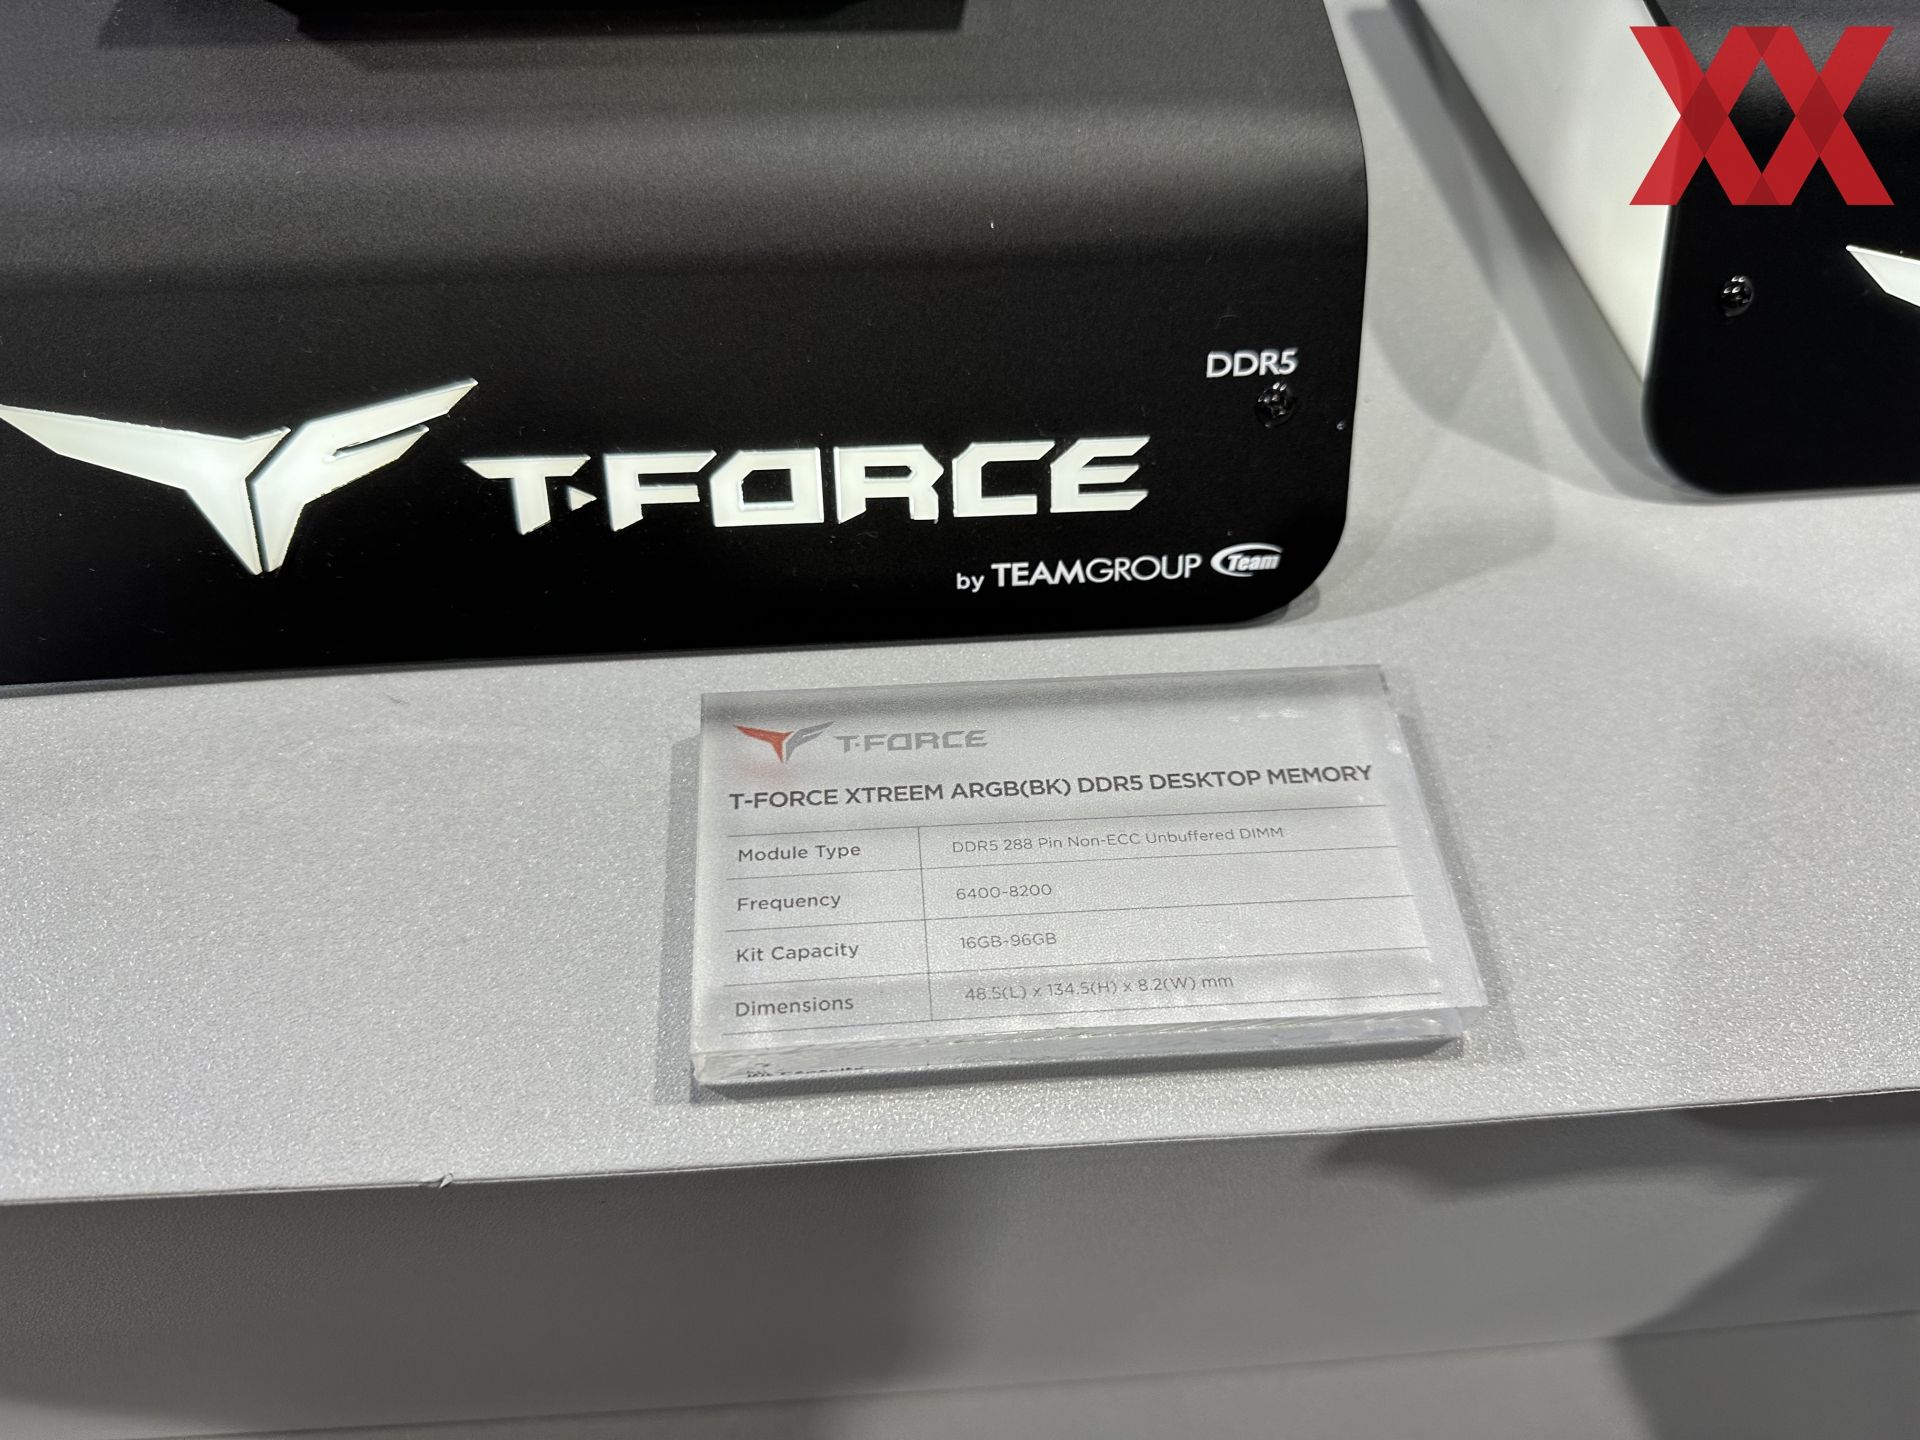 DDR5
T-FORCE
by TEAMGROUP Team
T-FORCE
T-FORCE XTREEM ARGB(BK) DDR5 DESKTOP MEMORY
Module Type DDR5 288 Pin Non-ECC Unbuffered DIMM
Frequency 6400-8200
Kit Capacity 16GB-96GB
Dimensions 48.5(L) x 134.5(H) x 8.2(W) mm